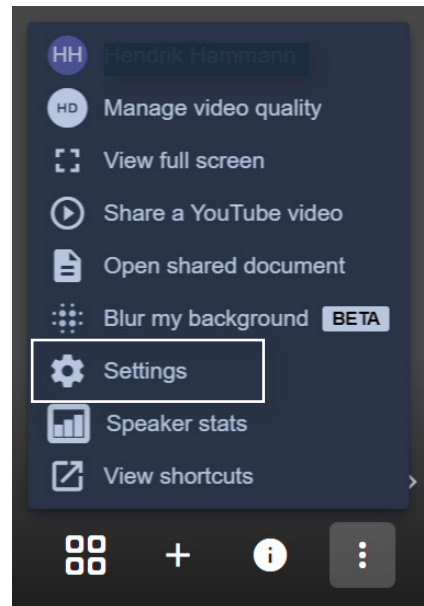 HH Hendrik Hammann
HD Manage video quality
View full screen
Share a YouTube video
Open shared document
Blur my background BETA
Settings
Speaker stats
View shortcuts